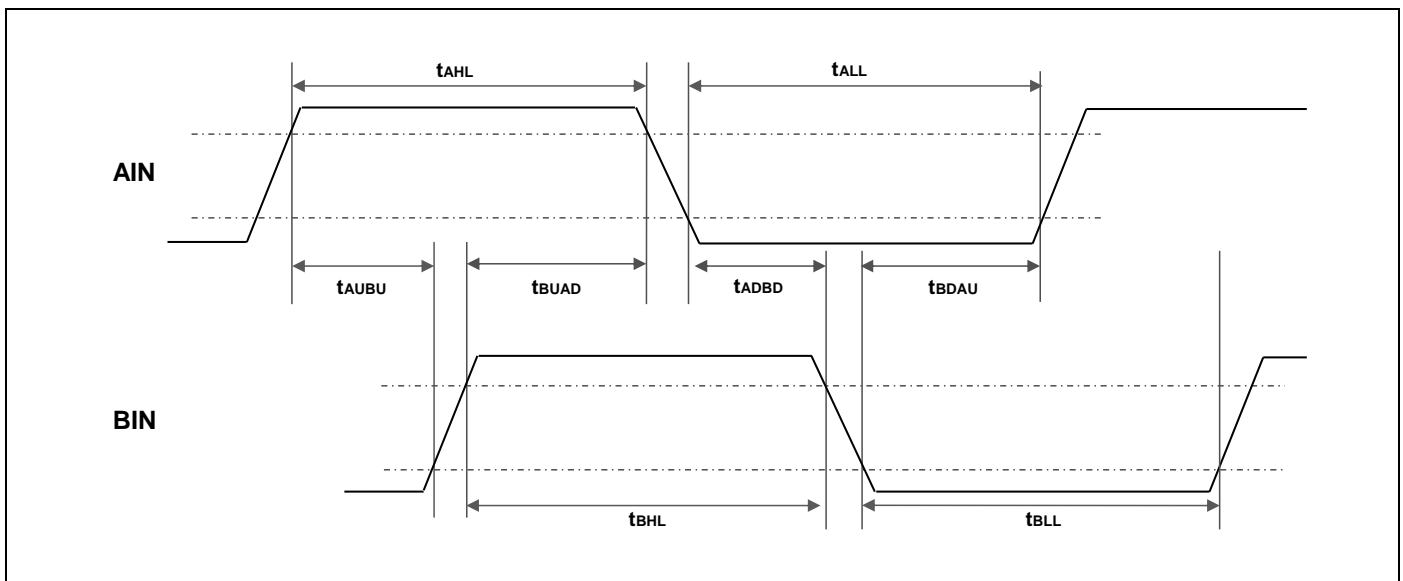 tAHL tALL
AIN
tAUBU tBUAD tADBD tBDAU
BIN
tBHL tBLL